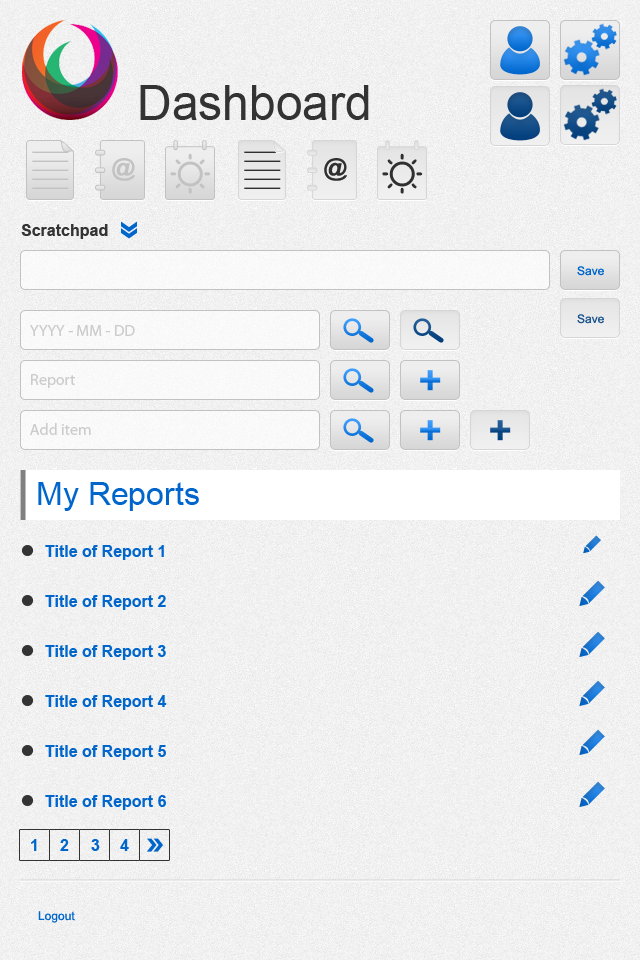 Dashboard
@ @
Scratchpad
Save
Save
YYYY - MM - DD
Report
Add item
My Reports
Title of Report 1
Title of Report 2
Title of Report 3
Title of Report 4
Title of Report 5
Title of Report 6
1 2 3 4 »
Logout